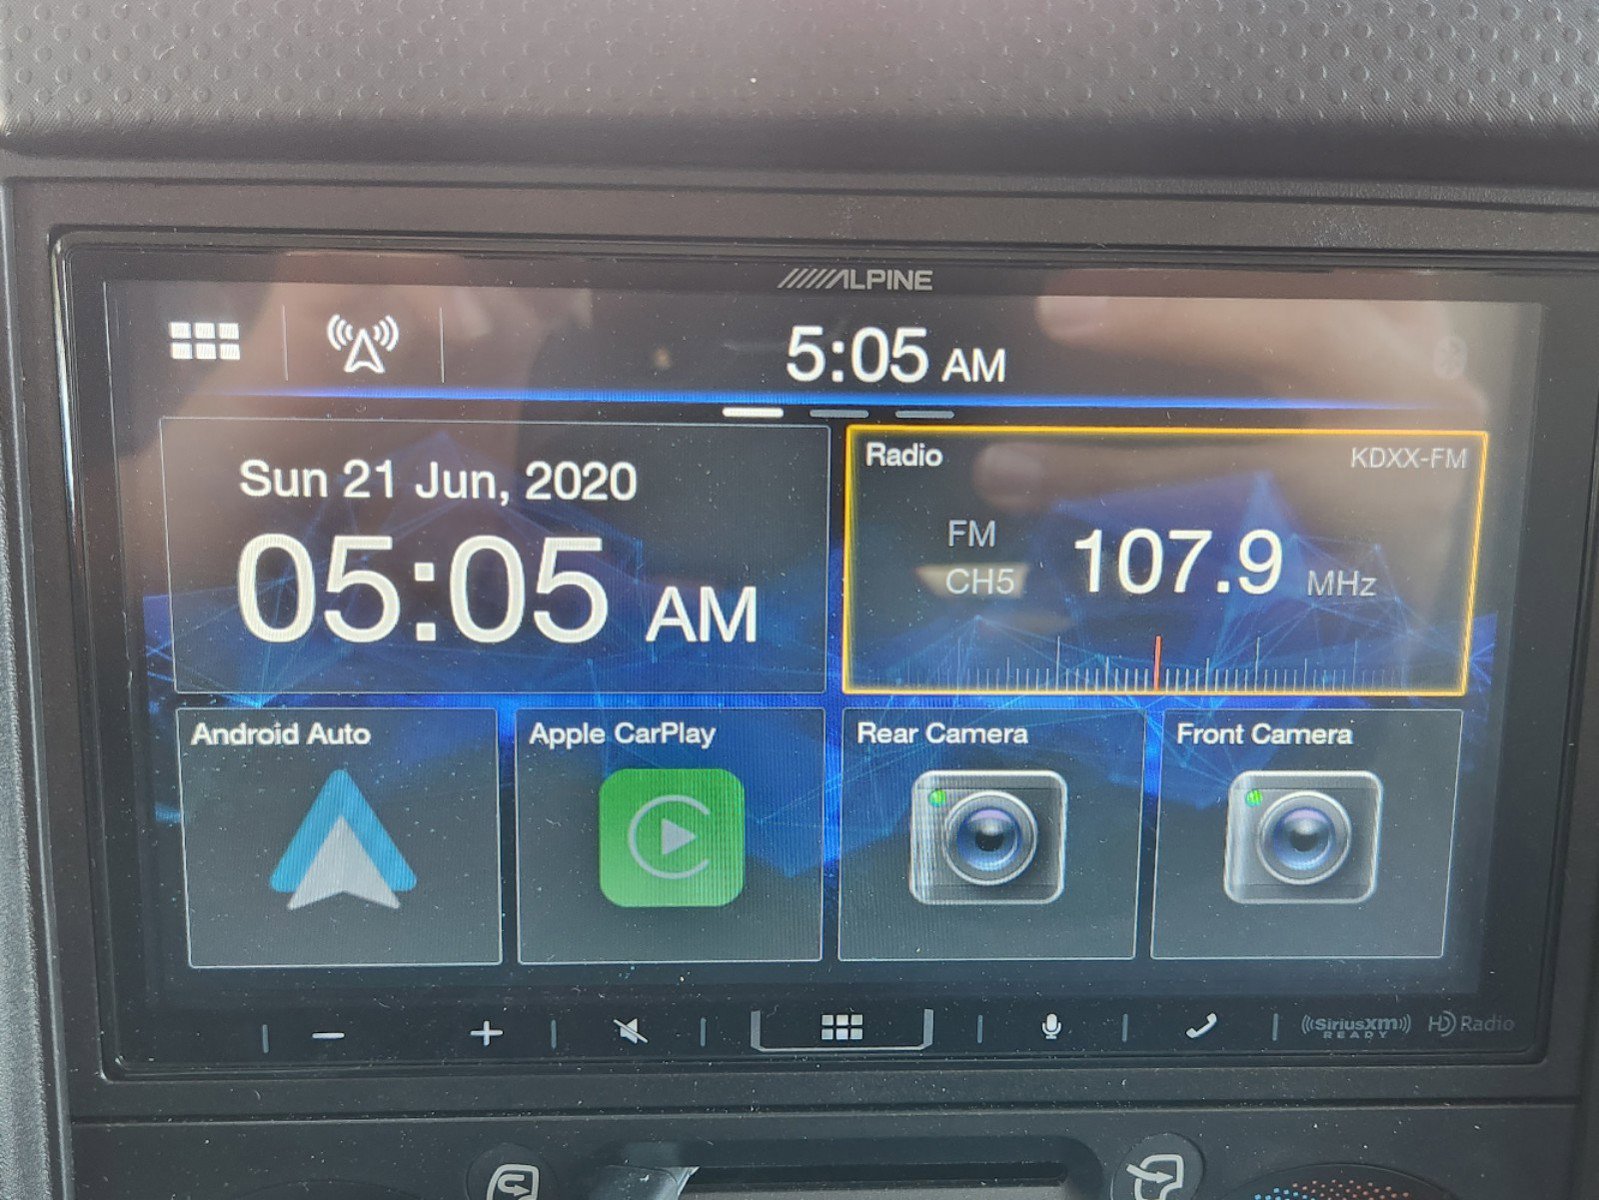 ALPINE
5:05 AM
Sun 21 Jun, 2020
05:05 AM
Radio
KDXX-FM
FM
CH5
107.9 MHz
Android Auto
Apple CarPlay
Rear Camera
Front Camera
SiriusXm
READY
HD Radio